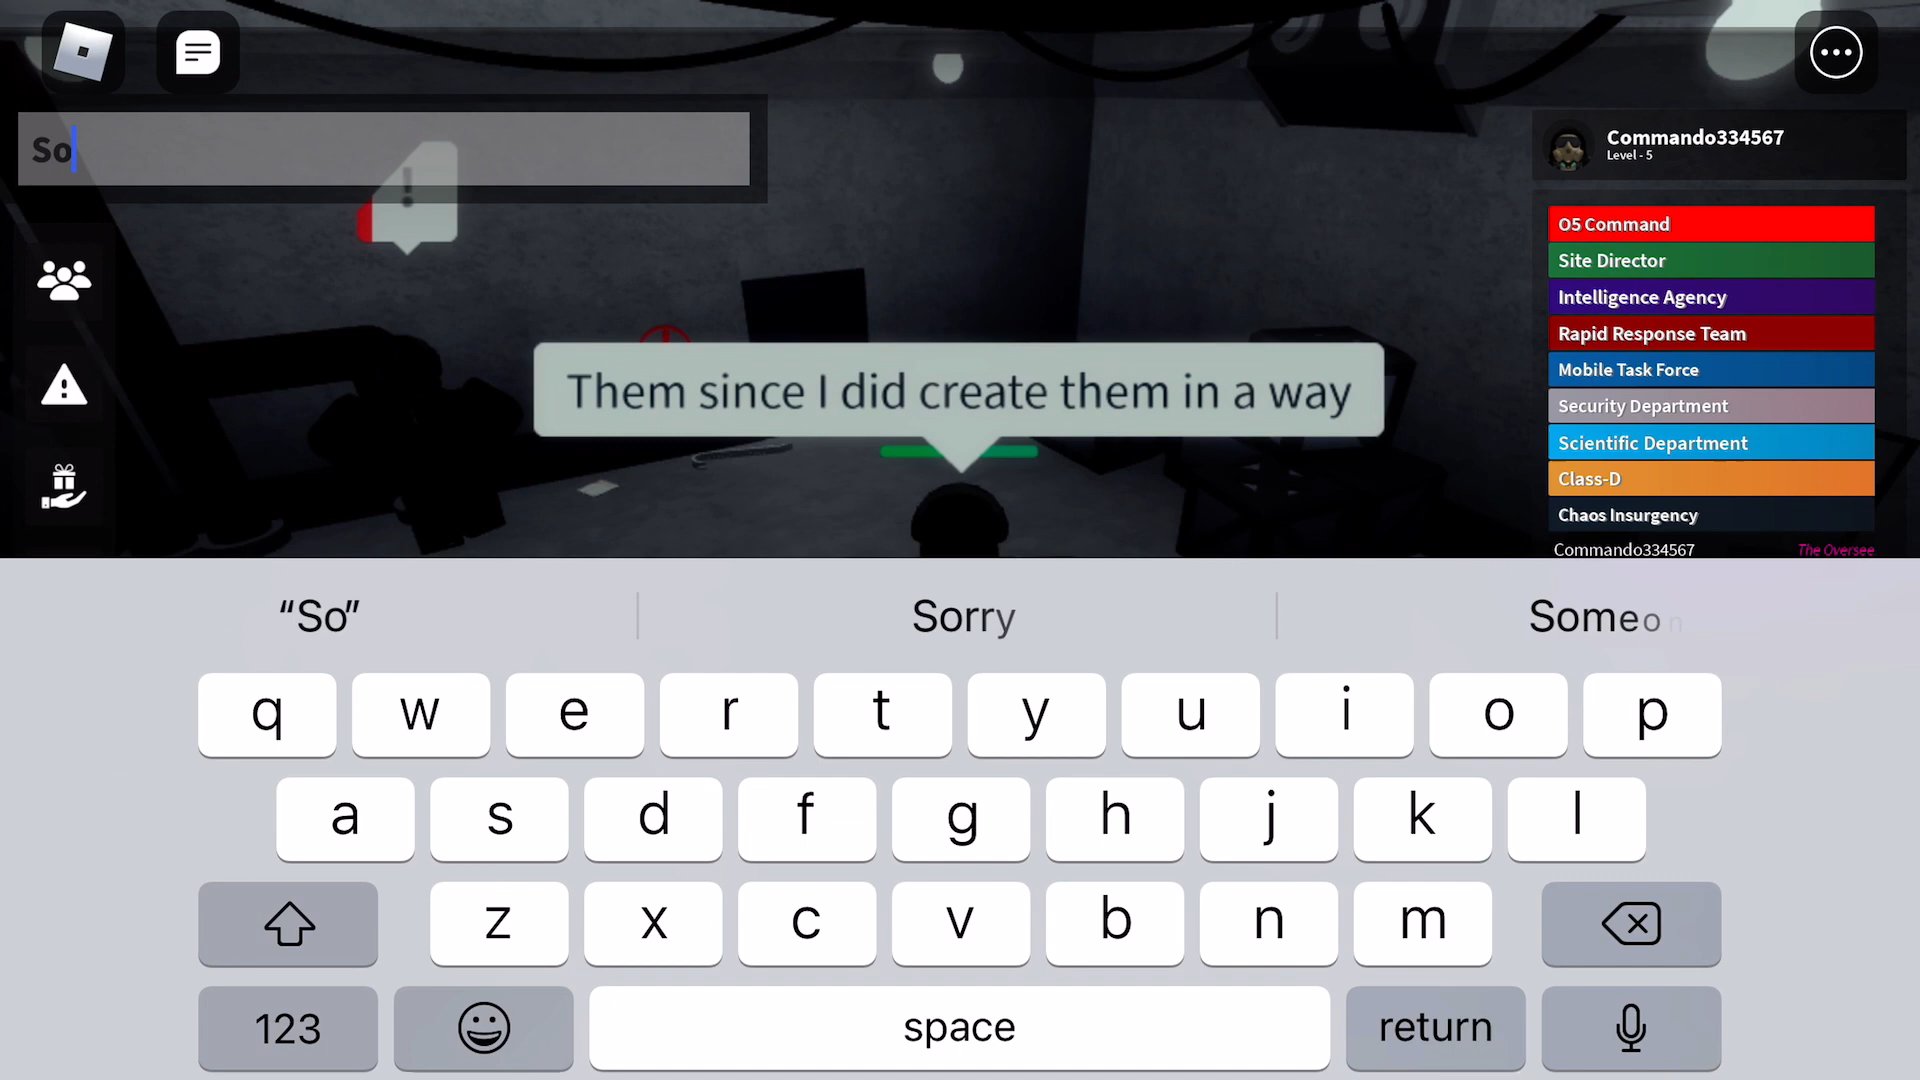 So
!
Commando334567
Level - 5
O5 Command
Site Director
Intelligence Agency
Rapid Response Team
Mobile Task Force
Security Department
Scientific Department
Class-D
Chaos Insurgency
Commando334567 The Oversee
Them since I did create them in a way
“So” Sorry Someon
q w e r t y u i o p
a s d f g h j k l
z x c v b n m
123 space return